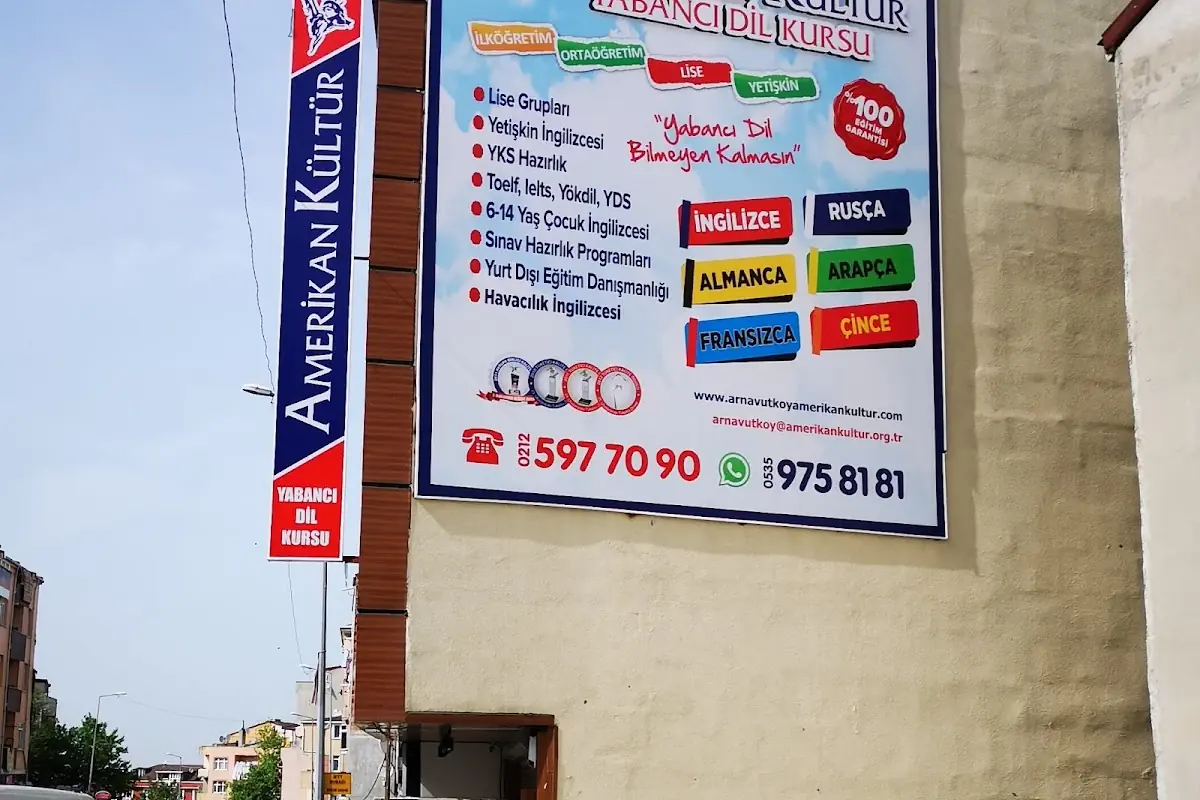 AMERİKAN KÜLTÜR
YABANCI
DİL
KURSU
KÜLTÜR
YABANCI DİL KURSU
İLKÖĞRETİM
ORTAÖĞRETİM
LİSE
YETİŞKİN
Lise Grupları
Yetişkin İngilizcesi
YKS Hazırlık
Toelf, Ielts, Yökdil, YDS
6-14 Yaş Çocuk İngilizcesi
Sınav Hazırlık Programları
Yurt Dışı Eğitim Danışmanlığı
Havacılık İngilizcesi
"Yabancı Dil
Bilmeyen Kalmasın"
%100
EĞİTİM
GARANTİSİ
İNGİLİZCE
RUSÇA
ALMANCA
ARAPÇA
FRANSIZCA
ÇİNCE
www.arnavutkoyamerikankultur.com
arnavutkoy@amerikankultur.org.tr
0212 597 70 90
0535 975 81 81